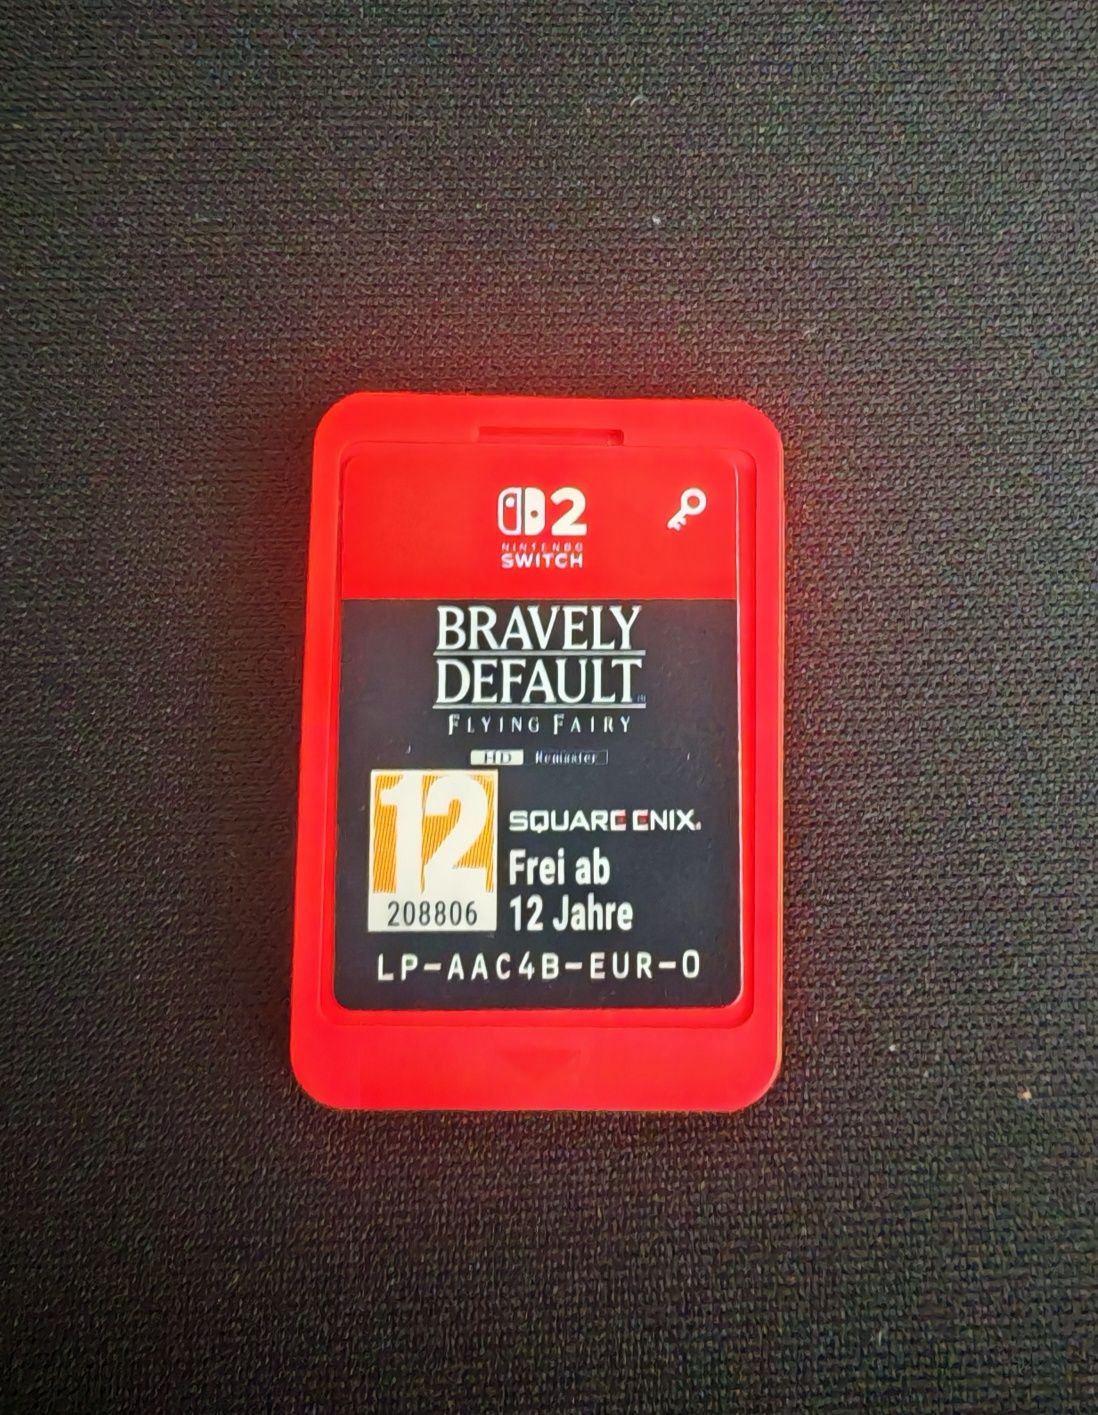 2
NINTENDO
SWITCH
BRAVELY
DEFAULT
FLYING FAIRY
HD Remaster
12
208806
SQUARE ENIX.
Frei ab
12 Jahre
LP-AAC4B-EUR-0